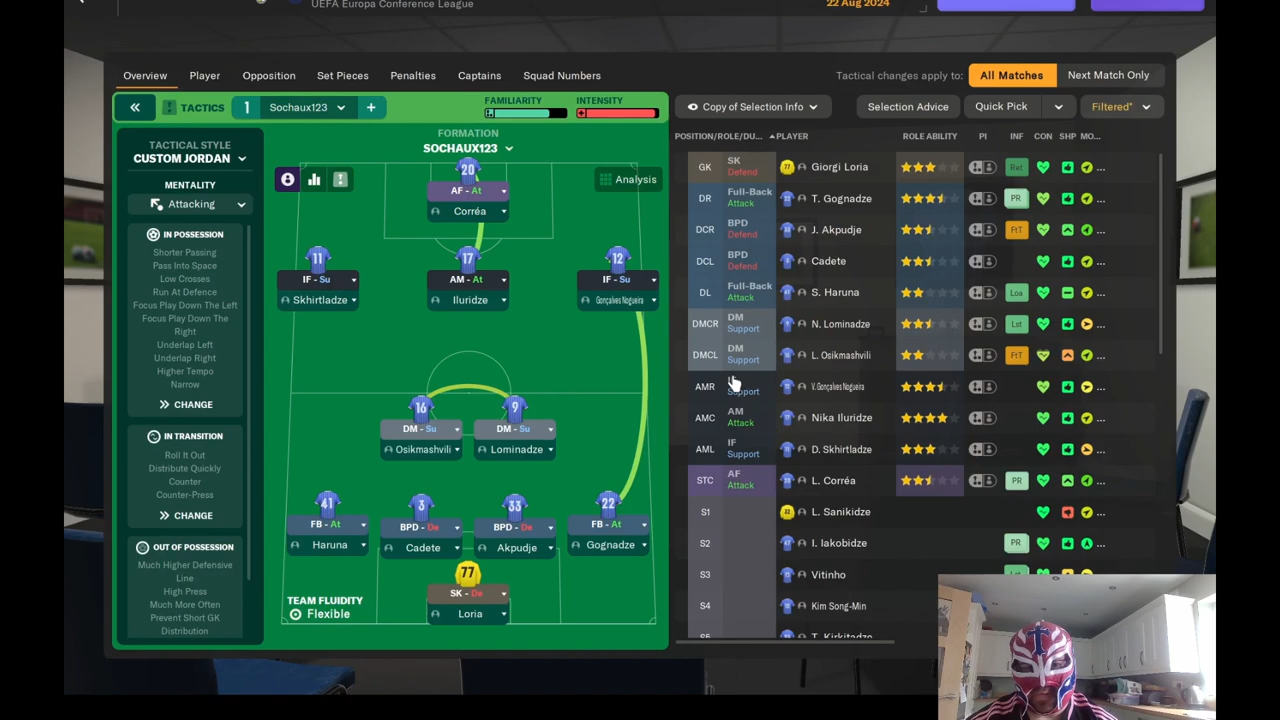 UEFA Europa Conference League
22 Aug 2024
Overview Player Opposition Set Pieces Penalties Captains Squad Numbers
Tactical changes apply to: All Matches Next Match Only
TACTICS 1 Sochaux123 +
FAMILIARITY INTENSITY
Copy of Selection Info Selection Advice Quick Pick Filtered*
TACTICAL STYLE
CUSTOM JORDAN
MENTALITY
Attacking
IN POSSESSION
Shorter Passing
Pass Into Space
Low Crosses
Run At Defence
Focus Play Down The Left
Focus Play Down The
Right
Underlap Left
Underlap Right
Higher Tempo
Narrow
CHANGE
IN TRANSITION
Roll It Out
Distribute Quickly
Counter
Counter-Press
CHANGE
OUT OF POSSESSION
Much Higher Defensive
Line
High Press
Much More Often
Prevent Short GK
Distribution
FORMATION
SOCHAUX123
Analysis
20
AF - At
Corréa
11 17 12
IF - Su AM - At IF - Su
Skhirtladze Iluridze Gonçalves Nogueira
16 9
DM - Su DM - Su
Osikmashvili Lominadze
41 3 33 22
FB - At BPD - De BPD - De FB - At
Haruna Cadete Akpudje Gognadze
77
SK - De
Loria
TEAM FLUIDITY
Flexible
POSITION/ROLE/DU... PLAYER ROLE ABILITY PI INF CON SHP MO...
GK SK Defend 77 Giorgi Loria Ret ...
DR Full-Back Attack T. Gognadze PR ...
DCR BPD Defend J. Akpudje FtT ...
DCL BPD Defend Cadete ...
DL Full-Back Attack S. Haruna Loa ...
DMCR DM Support N. Lominadze Lst ...
DMCL DM Support L. Osikmashvili FtT ...
AMR Support V. Gonçalves Nogueira ...
AMC AM Attack Nika Iluridze ...
AML IF Support D. Skhirtladze ...
STC AF Attack L. Corréa PR ...
S1 L. Sanikidze ...
S2 I. Iakobidze PR ...
S3 Vitinho
S4 Kim Song-Min
T. Kirkitadze